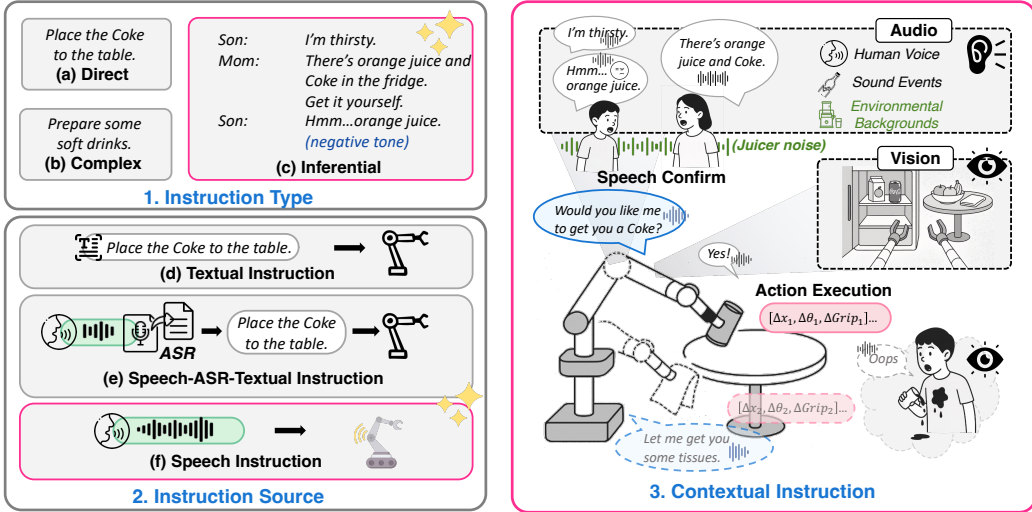 Place the Coke
to the table.
(a) Direct
Prepare some
soft drinks.
(b) Complex
Son: I'm thirsty.
Mom: There's orange juice and
Coke in the fridge.
Get it yourself.
Son: Hmm...orange juice.
(negative tone)
(c) Inferential
1. Instruction Type
Place the Coke to the table.
(d) Textual Instruction
ASR
Place the Coke
to the table.
(e) Speech-ASR-Textual Instruction
(f) Speech Instruction
2. Instruction Source
I'm thirsty.
Hmm...
orange juice.
There's orange
juice and Coke.
Audio
Human Voice
Sound Events
Environmental
Backgrounds
(Juicer noise)
Speech Confirm
Vision
Would you like me
to get you a Coke?
Yes!
Action Execution
[Δx₁, Δθ₁, ΔGrip₁]...
Oops
[Δx₂, Δθ₂, ΔGrip₂]...
Let me get you
some tissues.
3. Contextual Instruction